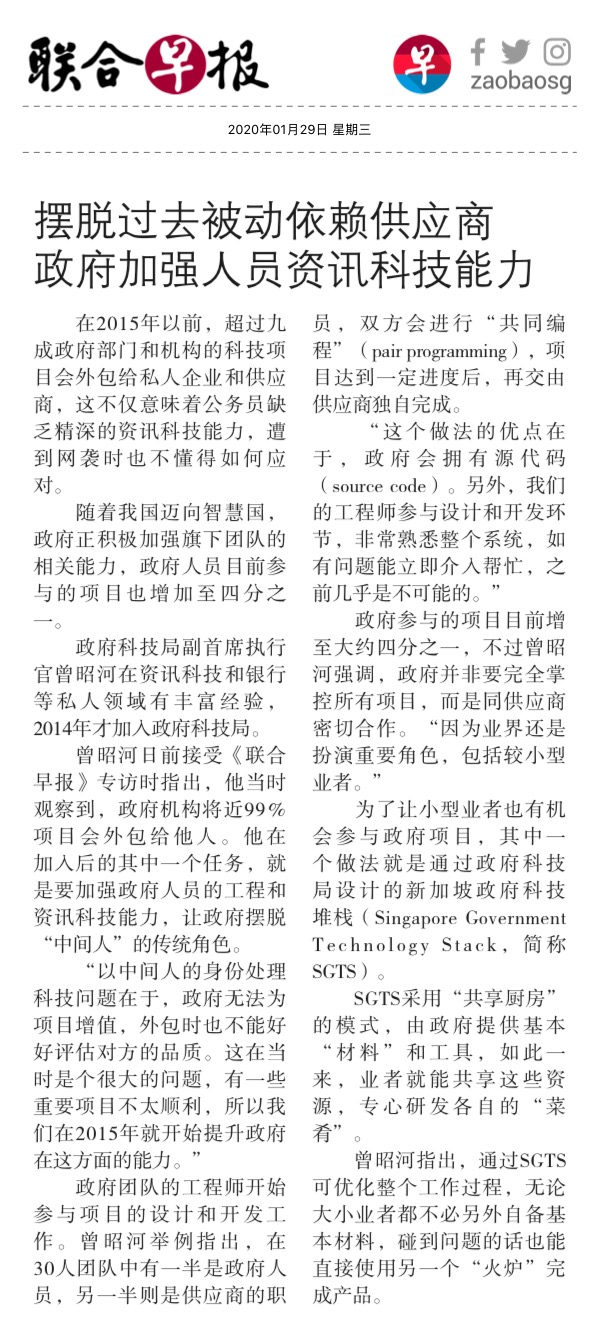 联合早报
早
zaobaosg
2020年01月29日 星期三
摆脱过去被动依赖供应商
政府加强人员资讯科技能力
在2015年以前，超过九
成政府部门和机构的科技项
目会外包给私人企业和供应
商，这不仅意味着公务员缺
乏精深的资讯科技能力，遭
到网袭时也不懂得如何应
对。
随着我国迈向智慧国，
政府正积极加强旗下团队的
相关能力，政府人员目前参
与的项目也增加至四分之
一。
政府科技局副首席执行
官曾昭河在资讯科技和银行
等私人领域有丰富经验，
2014年才加入政府科技局。
曾昭河日前接受《联合
早报》专访时指出，他当时
观察到，政府机构将近99%
项目会外包给他人。他在
加入后的其中一个任务，就
是要加强政府人员的工程和
资讯科技能力，让政府摆脱
“中间人”的传统角色。
“以中间人的身份处理
科技问题在于，政府无法为
项目增值，外包时也不能好
好评估对方的品质。这在当
时是个很大的问题，有一些
重要项目不太顺利，所以我
们在2015年就开始提升政府
在这方面的能力。”
政府团队的工程师开始
参与项目的设计和开发工
作。曾昭河举例指出，在
30人团队中有一半是政府人
员，另一半则是供应商的职
员，双方会进行“共同编
程”（pair programming），项
目达到一定进度后，再交由
供应商独自完成。
“这个做法的优点在
于，政府会拥有源代码
（source code）。另外，我们
的工程师参与设计和开发环
节，非常熟悉整个系统，如
有问题能立即介入帮忙，之
前几乎是不可能的。”
政府参与的项目目前增
至大约四分之一，不过曾昭
河强调，政府并非要完全掌
控所有项目，而是同供应商
密切合作。“因为业界还是
扮演重要角色，包括较小型
业者。”
为了让小型业者也有机
会参与政府项目，其中一
个做法就是通过政府科技
局设计的新加坡政府科技
堆栈（Singapore Government
Technology Stack，简称
SGTS）。
SGTS采用“共享厨房”
的模式，由政府提供基本
“材料”和工具，如此一
来，业者就能共享这些资
源，专心研发各自的“菜
肴”。
曾昭河指出，通过SGTS
可优化整个工作过程，无论
大小业者都不必另外自备基
本材料，碰到问题的话也能
直接使用另一个“火炉”完
成产品。